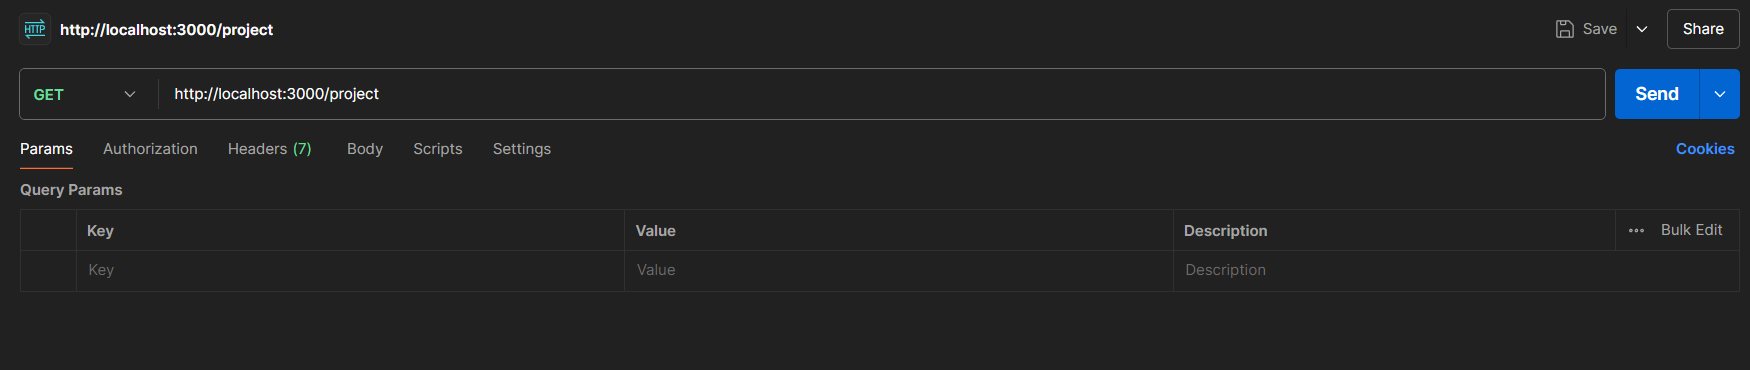 HTTP http://localhost:3000/project Save Share
GET http://localhost:3000/project Send
Params Authorization Headers (7) Body Scripts Settings Cookies
Query Params
Key Value Description Bulk Edit
Key Value Description